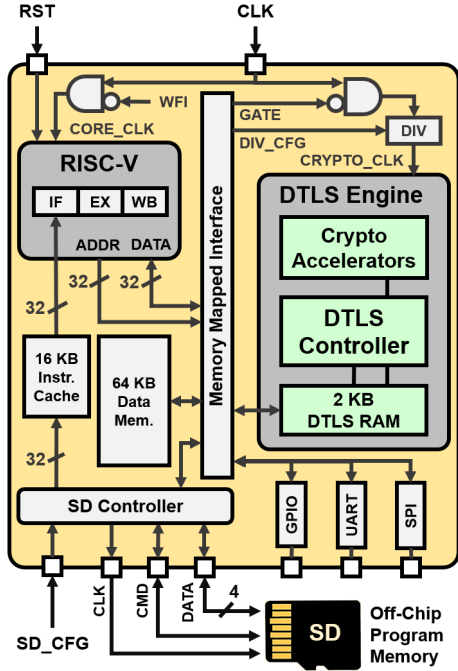 RST
CLK
WFI
GATE
CORE_CLK
DIV_CFG
DIV
CRYPTO_CLK
RISC-V
IF
EX
WB
ADDR
DATA
32
32
32
Memory Mapped Interface
DTLS Engine
Crypto
Accelerators
DTLS
Controller
2 KB
DTLS RAM
16 KB
Instr.
Cache
64 KB
Data
Mem.
32
SD Controller
GPIO
UART
SPI
SD_CFG
CLK
CMD
DATA
4
SD
Off-Chip
Program
Memory